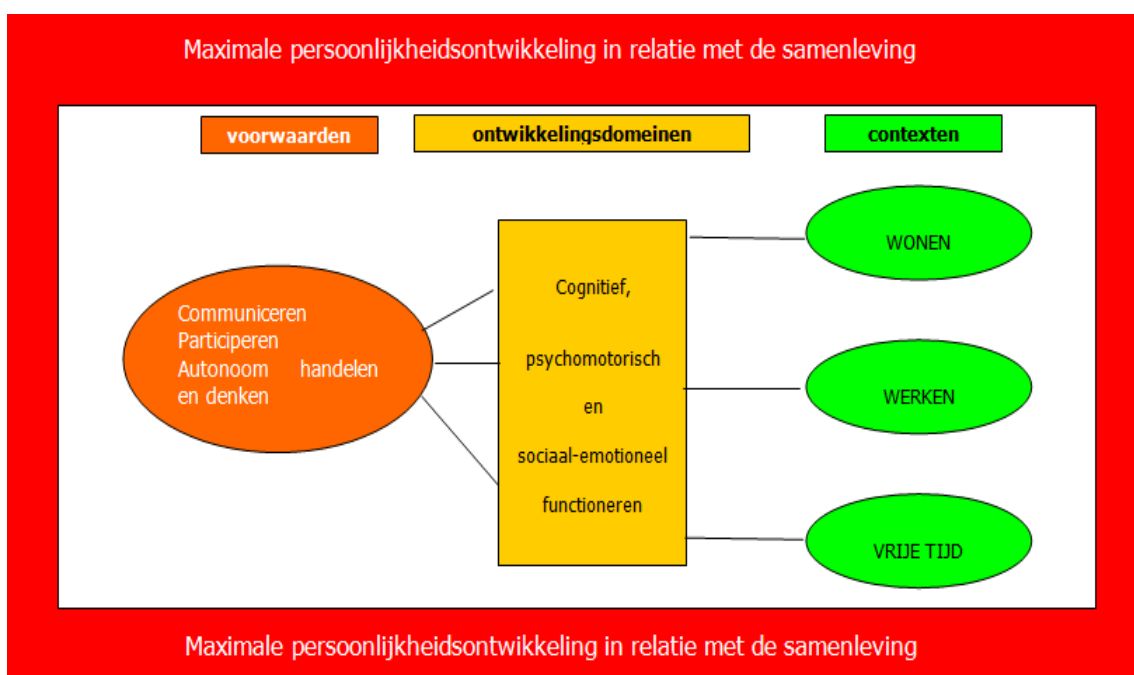 Maximale persoonlijkheidsontwikkeling in relatie met de samenleving
voorwaarden
ontwikkelingsdomeinen
contexten
Communiceren
Participeren
Autonoom handelen
en denken
Cognitief,
psychomotorisch
en
sociaal-emotioneel
functioneren
WONEN
WERKEN
VRIJE TIJD
Maximale persoonlijkheidsontwikkeling in relatie met de samenleving